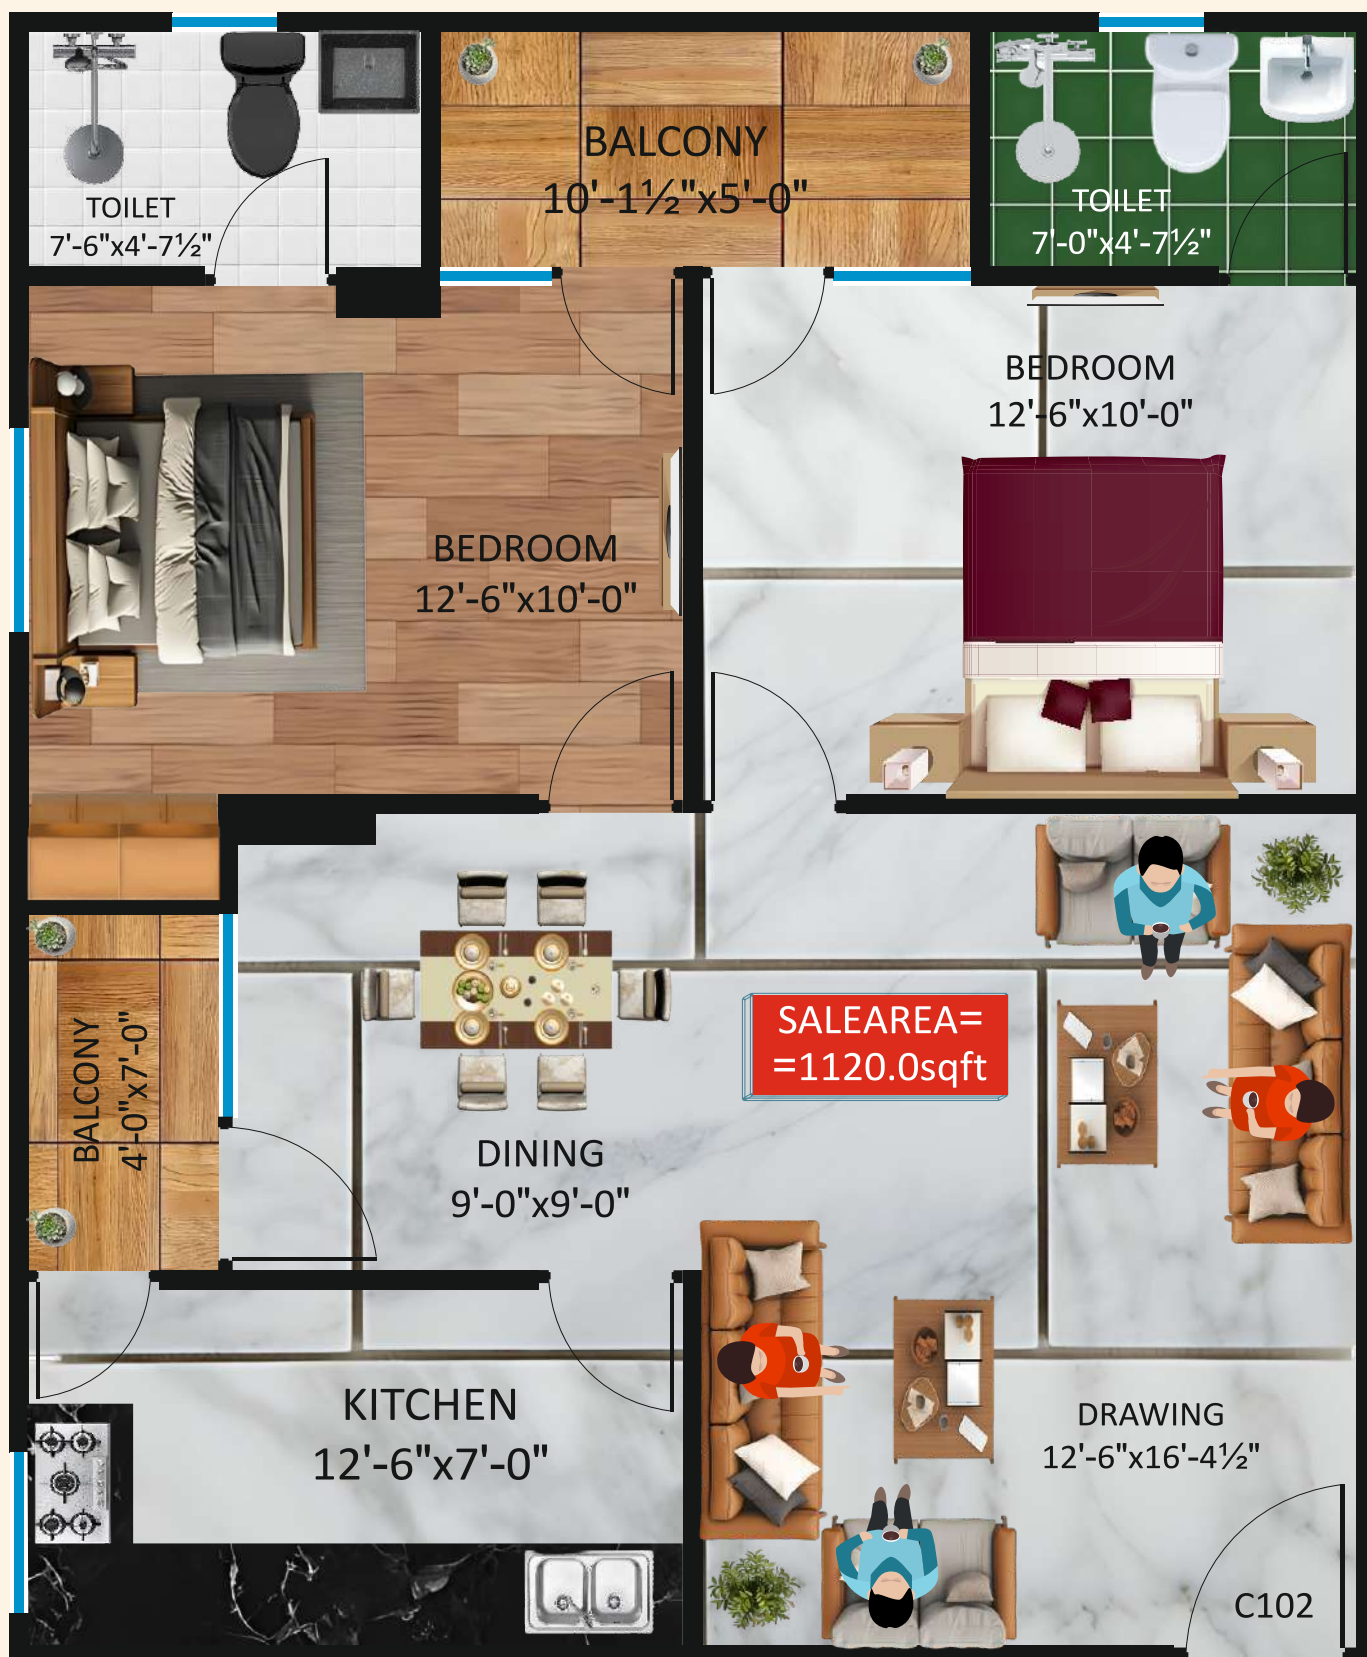 BALCONY
10'-1½"x5'-0"
TOILET
7'-6"x4'-7½"
TOILET
7'-0"x4'-7½"
BEDROOM
12'-6"x10'-0"
BEDROOM
12'-6"x10'-0"
SALEAREA=
=1120.0sqft
BALCONY
4'-0"x7'-0"
DINING
9'-0"x9'-0"
KITCHEN
12'-6"x7'-0"
DRAWING
12'-6"x16'-4½"
C102